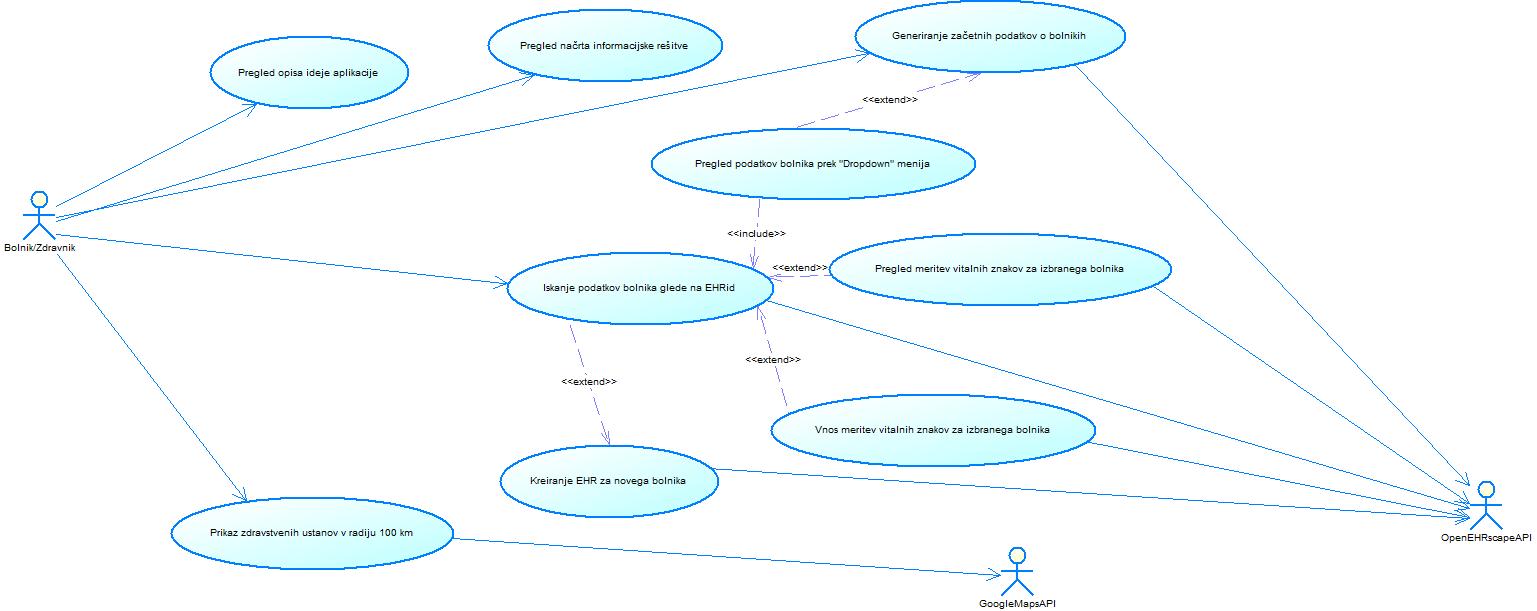 Generiranje začetnih podatkov o bolnikih
Pregled načrta informacijske rešitve
Pregled opisa ideje aplikacije
<<extend>>
Pregled podatkov bolnika prek "Dropdown" menija
<<include>>
Bolnik/Zdravnik
<<extend>>
Pregled meritev vitalnih znakov za izbranega bolnika
Iskanje podatkov bolnika glede na EHRid
<<extend>>
<<extend>>
Vnos meritev vitalnih znakov za izbranega bolnika
Kreiranje EHR za novega bolnika
Prikaz zdravstvenih ustanov v radiju 100 km
OpenEHRscapeAPI
GoogleMapsAPI